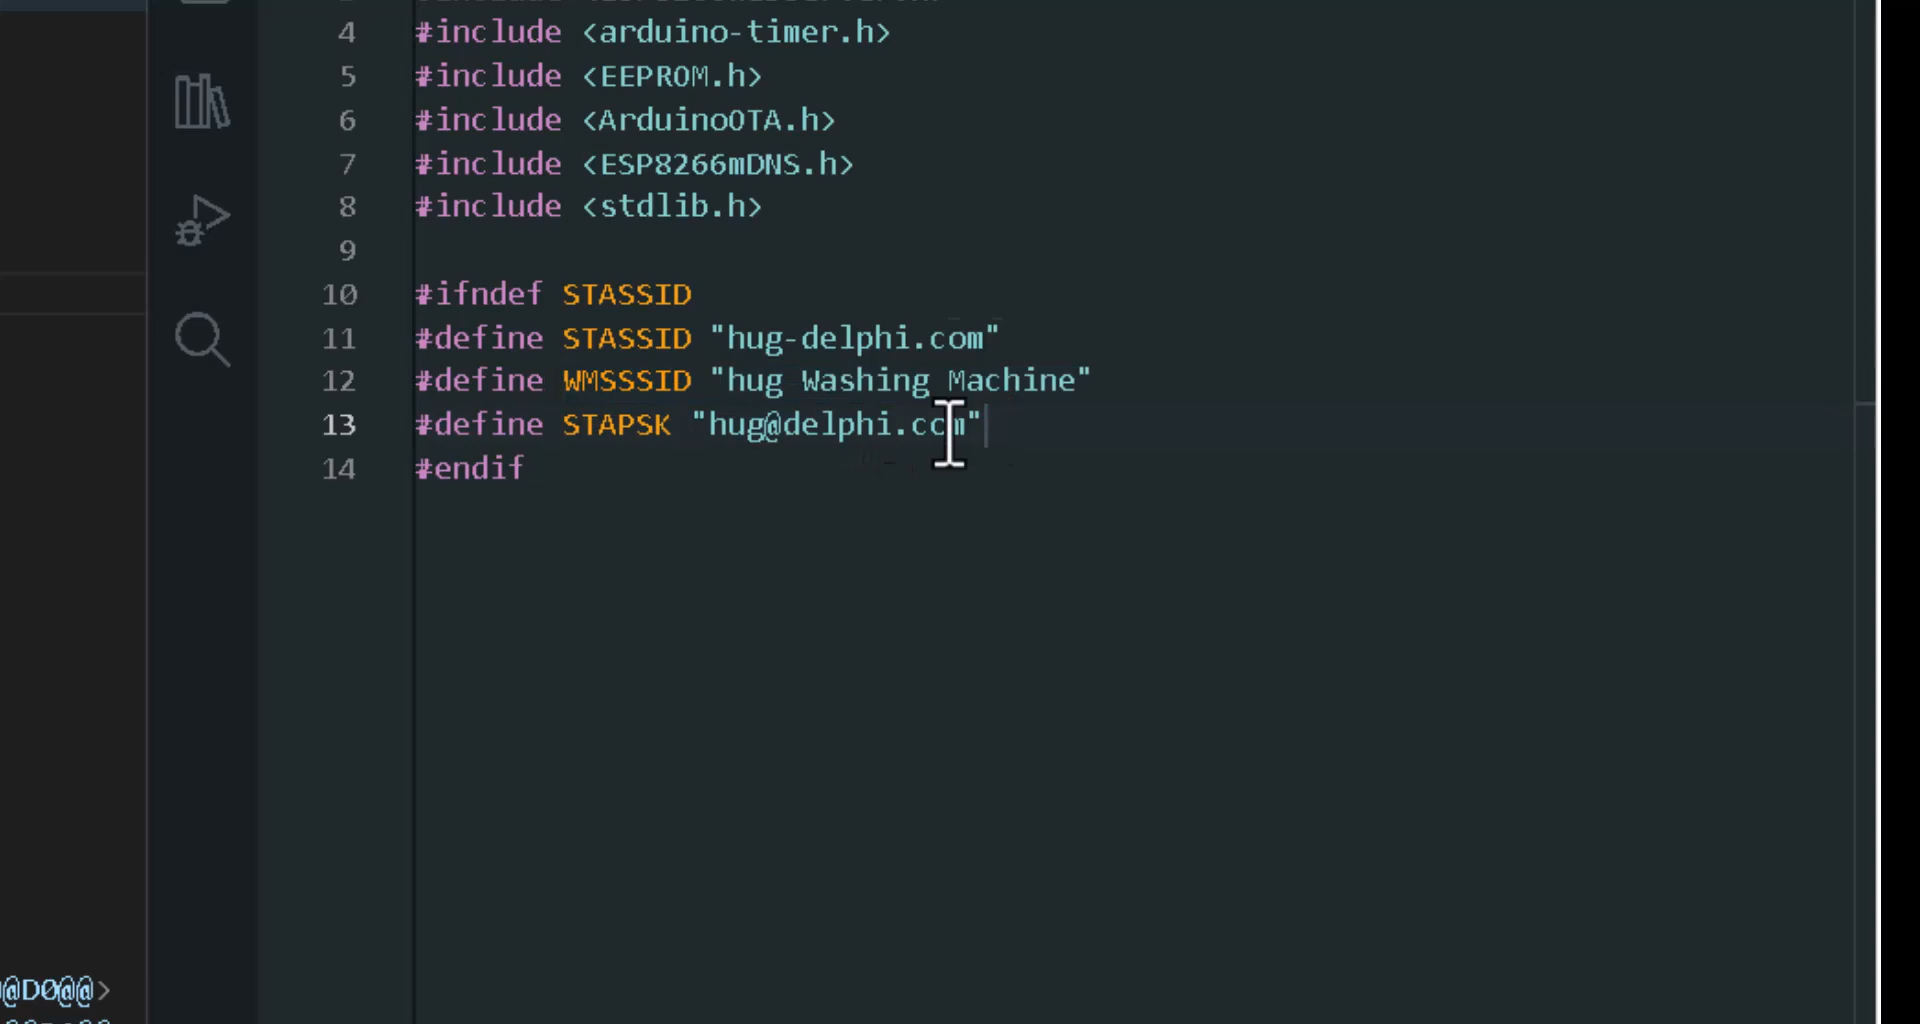 4 #include <arduino-timer.h>
5 #include <EEPROM.h>
6 #include <ArduinoOTA.h>
7 #include <ESP8266mDNS.h>
8 #include <stdlib.h>
9
10 #ifndef STASSID
11 #define STASSID "hug-delphi.com"
12 #define WMSSSID "hug Washing Machine"
13 #define STAPSK "hug@delphi.com"
14 #endif
@D0@@>